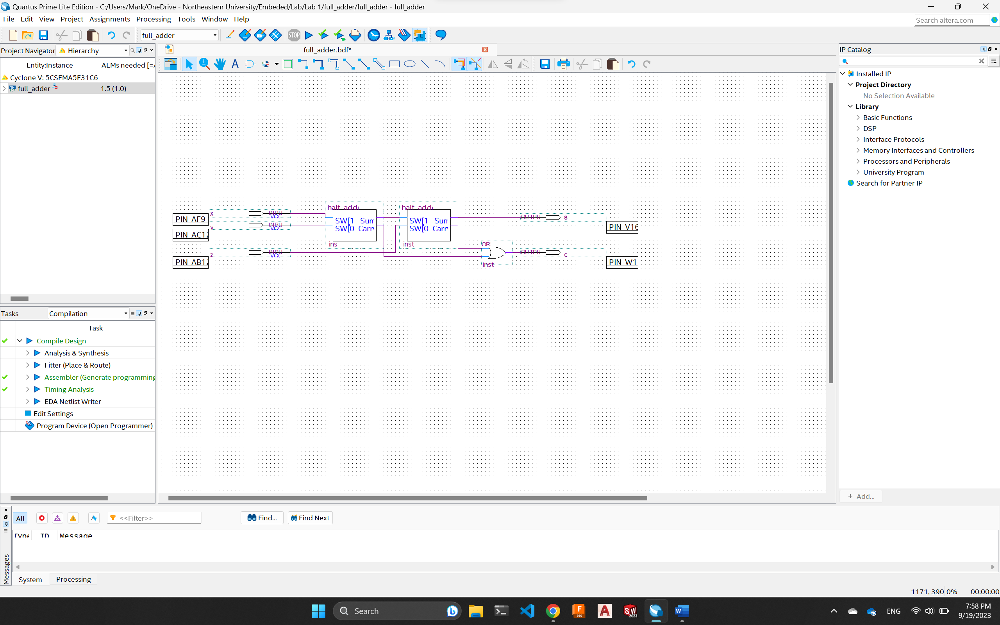 Quartus Prime Lite Edition - C:/Users/Mark/OneDrive - Northeastern University/Embeded/Lab/Lab 1/full_adder/full_adder - full_adder
File Edit View Project Assignments Processing Tools Window Help
Search altera.com
full_adder
STOP
Project Navigator Hierarchy
full_adder.bdf*
IP Catalog
Entity:Instance ALMs needed [=A
Cyclone V: 5CSEMA5F31C6
full_adder 1.5 (1.0)
Installed IP
Project Directory
No Selection Available
Library
Basic Functions
DSP
Interface Protocols
Memory Interfaces and Controllers
Processors and Peripherals
University Program
Search for Partner IP
half_adde half_adde
X INPU
VCC
PIN_AF9
SW[1 Sum
SW[0 Carr
SW[1 Sum
SW[0 Carr
OUTPU S
Y INPU
VCC
PIN_AC12
PIN_V16
ins inst
Z INPU
VCC
OR:
OUTPU C
PIN_AB12
inst
PIN_W1
Tasks Compilation
Task
Compile Design
Analysis & Synthesis
Fitter (Place & Route)
Assembler (Generate programming
Timing Analysis
EDA Netlist Writer
Edit Settings
Program Device (Open Programmer)
+ Add...
All <<Filter>> Find... Find Next
Type ID Message
Messages
System Processing
1171, 390 0% 00:00:00
Search
F
360
A
SW
2022
W
ENG
7:58 PM
9/19/2023